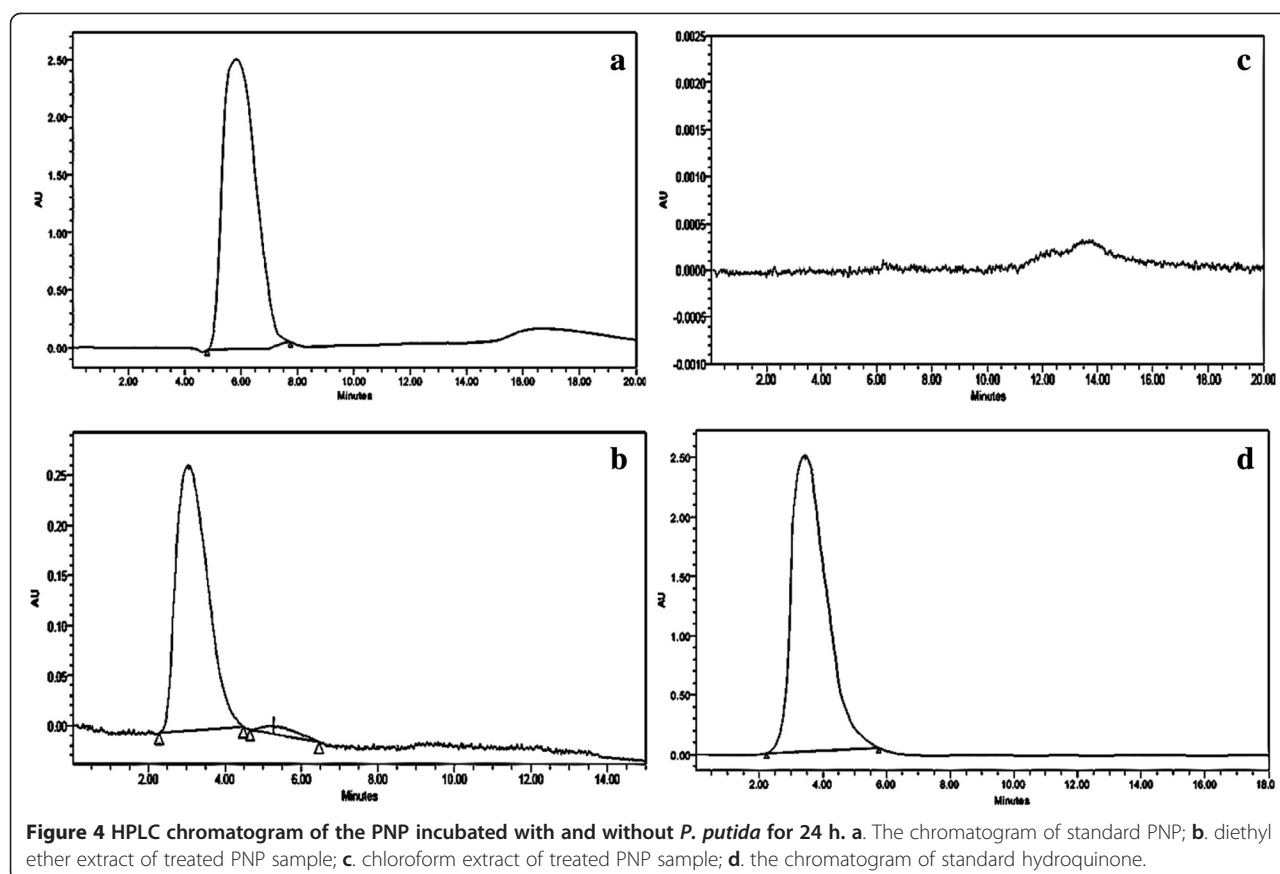 a
2.50
2.00
1.50
1.00
0.50
0.00
AU
2.00 4.00 6.00 8.00 10.00 12.00 14.00 16.00 18.00 20.00
Minutes
c
0.0025
0.0020
0.0015
0.0010
0.0005
0.0000
-0.0005
-0.0010
AU
2.00 4.00 6.00 8.00 10.00 12.00 14.00 16.00 18.00 20.00
Minutes
b
0.25
0.20
0.15
0.10
0.05
0.00
AU
2.00 4.00 6.00 8.00 10.00 12.00 14.00
Minutes
d
2.50
2.00
1.50
1.00
0.50
0.00
AU
2.00 4.00 6.00 8.00 10.00 12.00 14.00 16.00 18.0
Minutes
Figure 4 HPLC chromatogram of the PNP incubated with and without P. putida for 24 h. a. The chromatogram of standard PNP; b. diethyl
ether extract of treated PNP sample; c. chloroform extract of treated PNP sample; d. the chromatogram of standard hydroquinone.